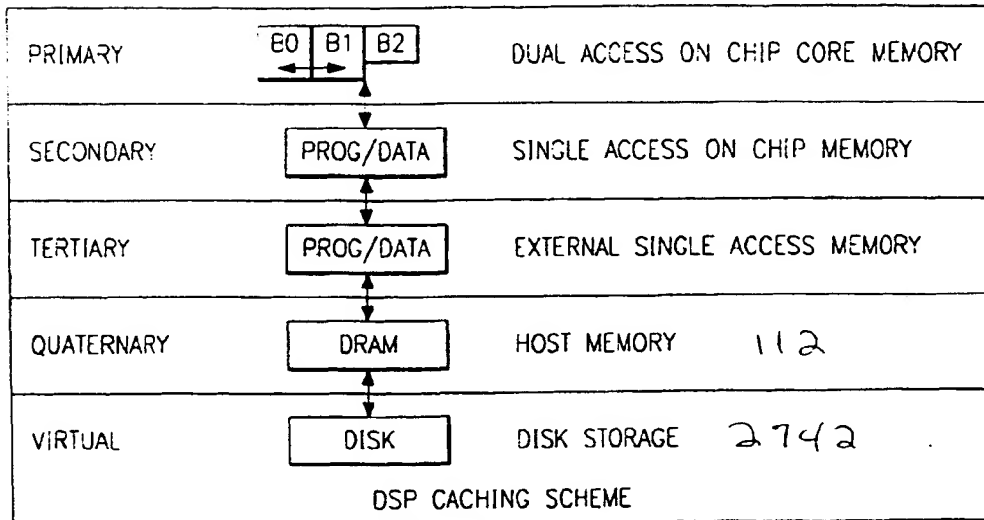 PRIMARY B0 B1 B2 DUAL ACCESS ON CHIP CORE MEMORY
SECONDARY PROG/DATA SINGLE ACCESS ON CHIP MEMORY
TERTIARY PROG/DATA EXTERNAL SINGLE ACCESS MEMORY
QUATERNARY DRAM HOST MEMORY 112
VIRTUAL DISK DISK STORAGE 2742
DSP CACHING SCHEME